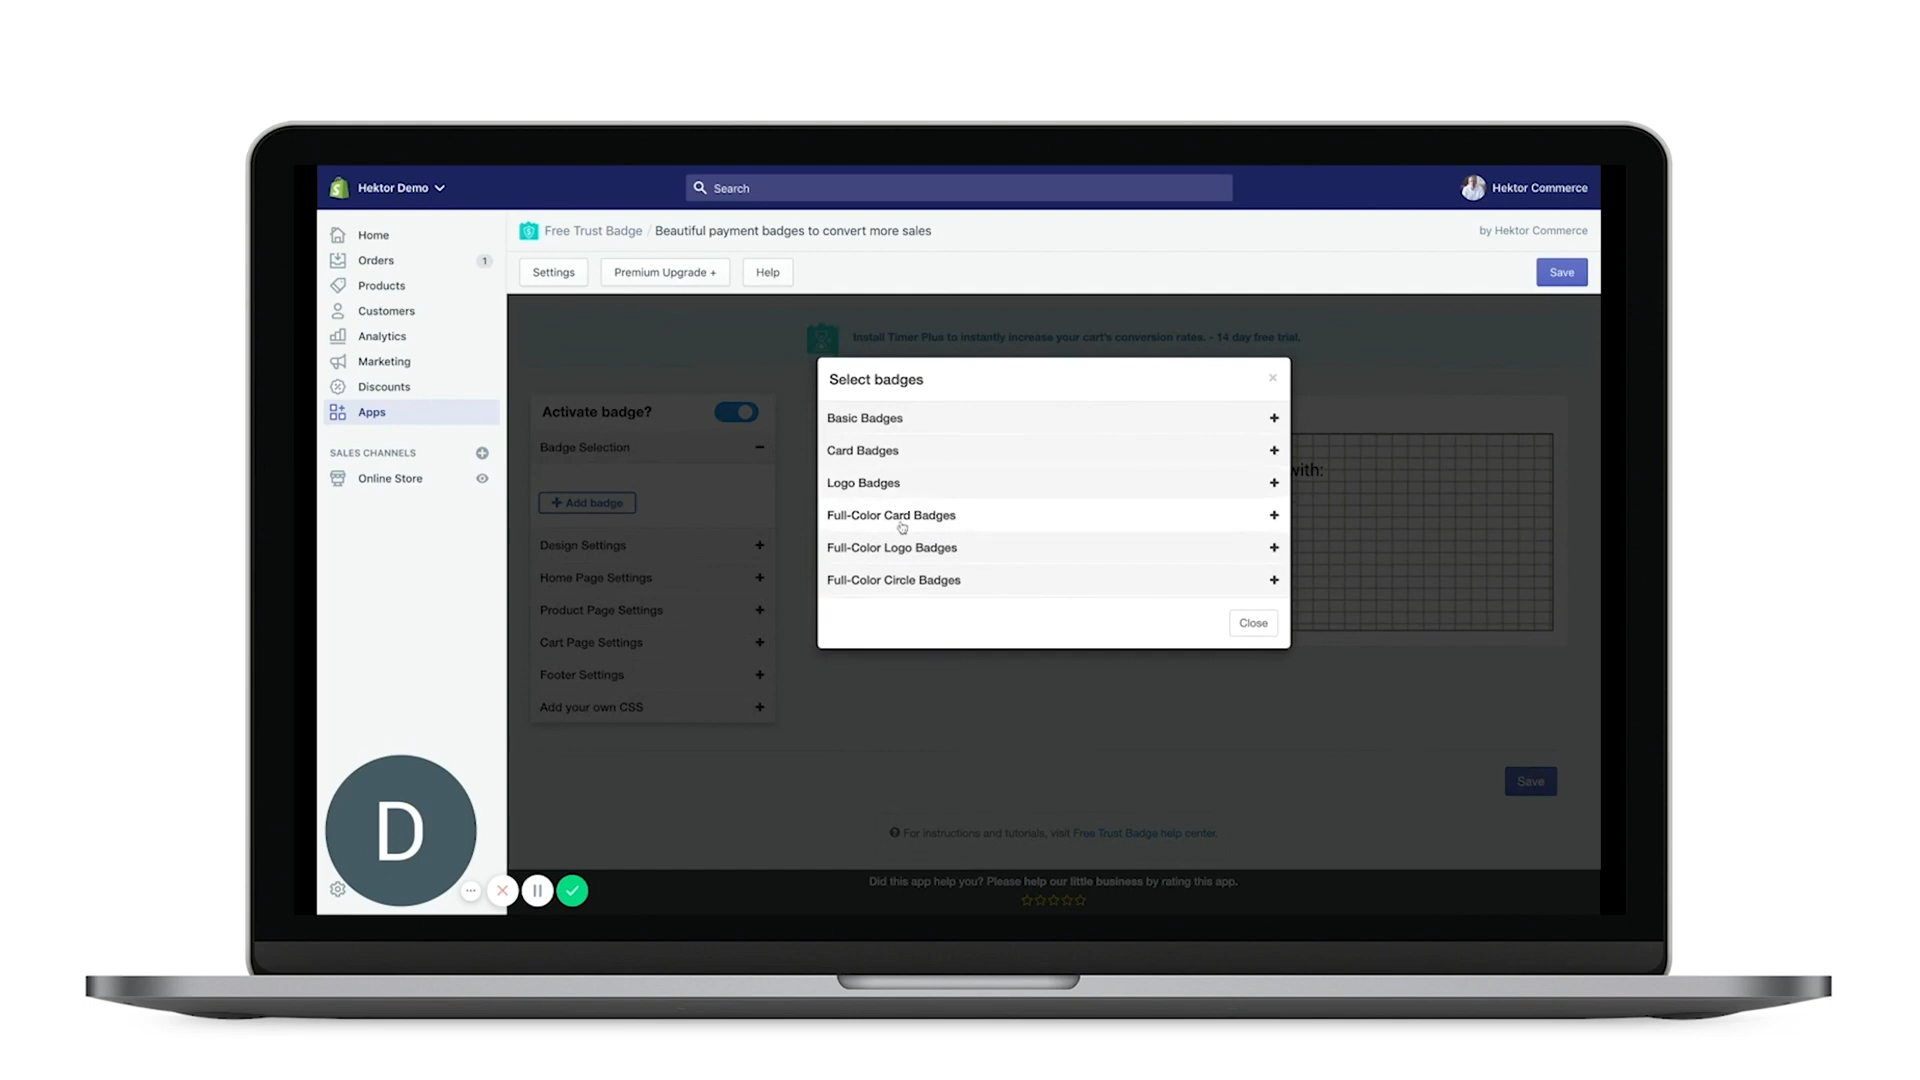 Hektor Demo
Search
Hektor Commerce
Home
Orders
1
Products
Customers
Analytics
Marketing
Discounts
Apps
SALES CHANNELS
Online Store
Free Trust Badge / Beautiful payment badges to convert more sales
by Hektor Commerce
Settings
Premium Upgrade +
Help
Save
Install Timer Plus to instantly increase your cart's conversion rates. - 14 day free trial.
Activate badge?
Badge Selection
+ Add badge
Design Settings
Home Page Settings
Product Page Settings
Cart Page Settings
Footer Settings
Add your own CSS
Select badges
×
Basic Badges
Card Badges
Logo Badges
Full-Color Card Badges
Full-Color Logo Badges
Full-Color Circle Badges
Close
with:
Save
For instructions and tutorials, visit Free Trust Badge help center.
Did this app help you? Please help our little business by rating this app.
D